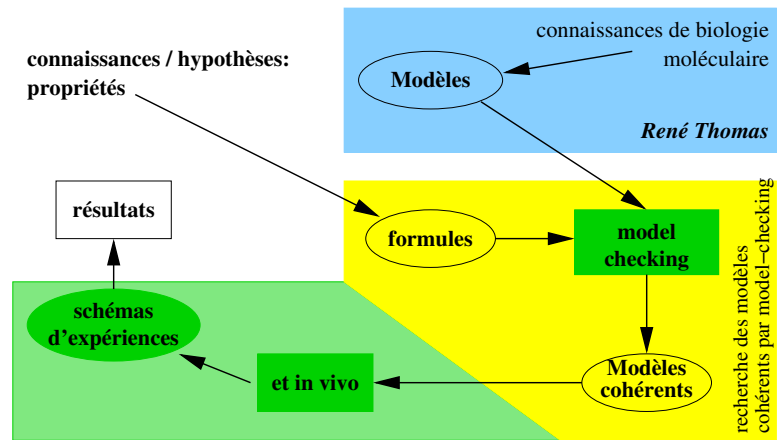 connaissances / hypothèses:
propriétés
connaissances de biologie
moléculaire
Modèles
René Thomas
résultats
formules
model
checking
recherche des modèles
cohérents par model−checking
schémas
d'expériences
et in vivo
Modèles
cohérents